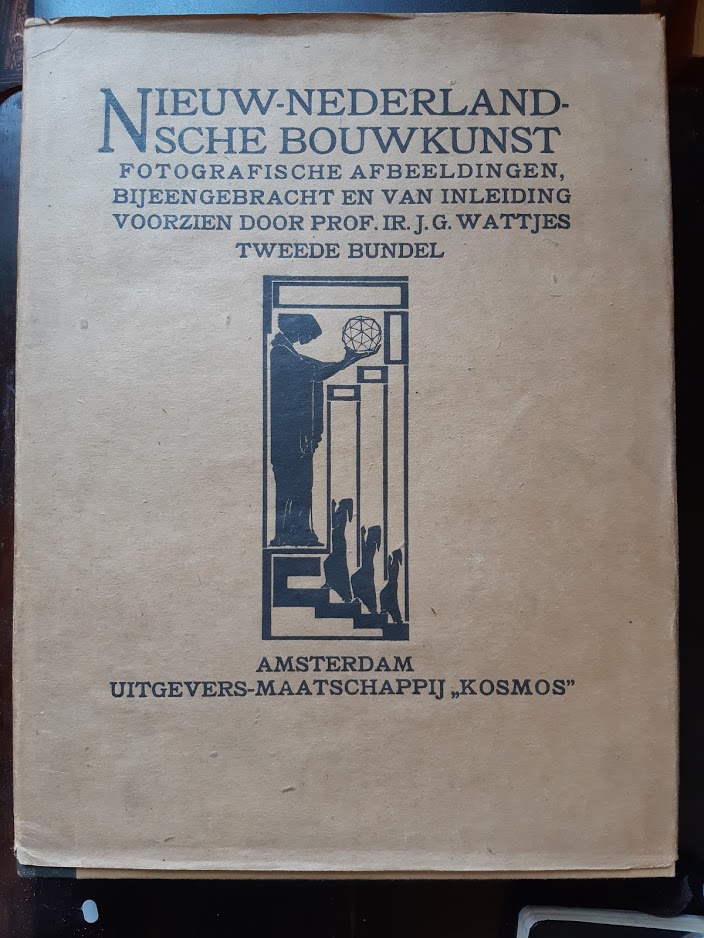 NIEUW-NEDERLAND-
SCHE BOUWKUNST
FOTOGRAFISCHE AFBEELDINGEN,
BIJEENGEBRACHT EN VAN INLEIDING
VOORZIEN DOOR PROF. IR. J. G. WATTJES
TWEEDE BUNDEL
AMSTERDAM
UITGEVERS-MAATSCHAPPIJ „KOSMOS”